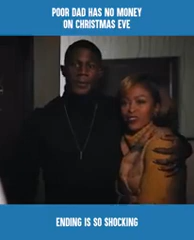 POOR DAD HAS NO MONEY
ON CHRISTMAS EVE
ENDING IS SO SHOCKING